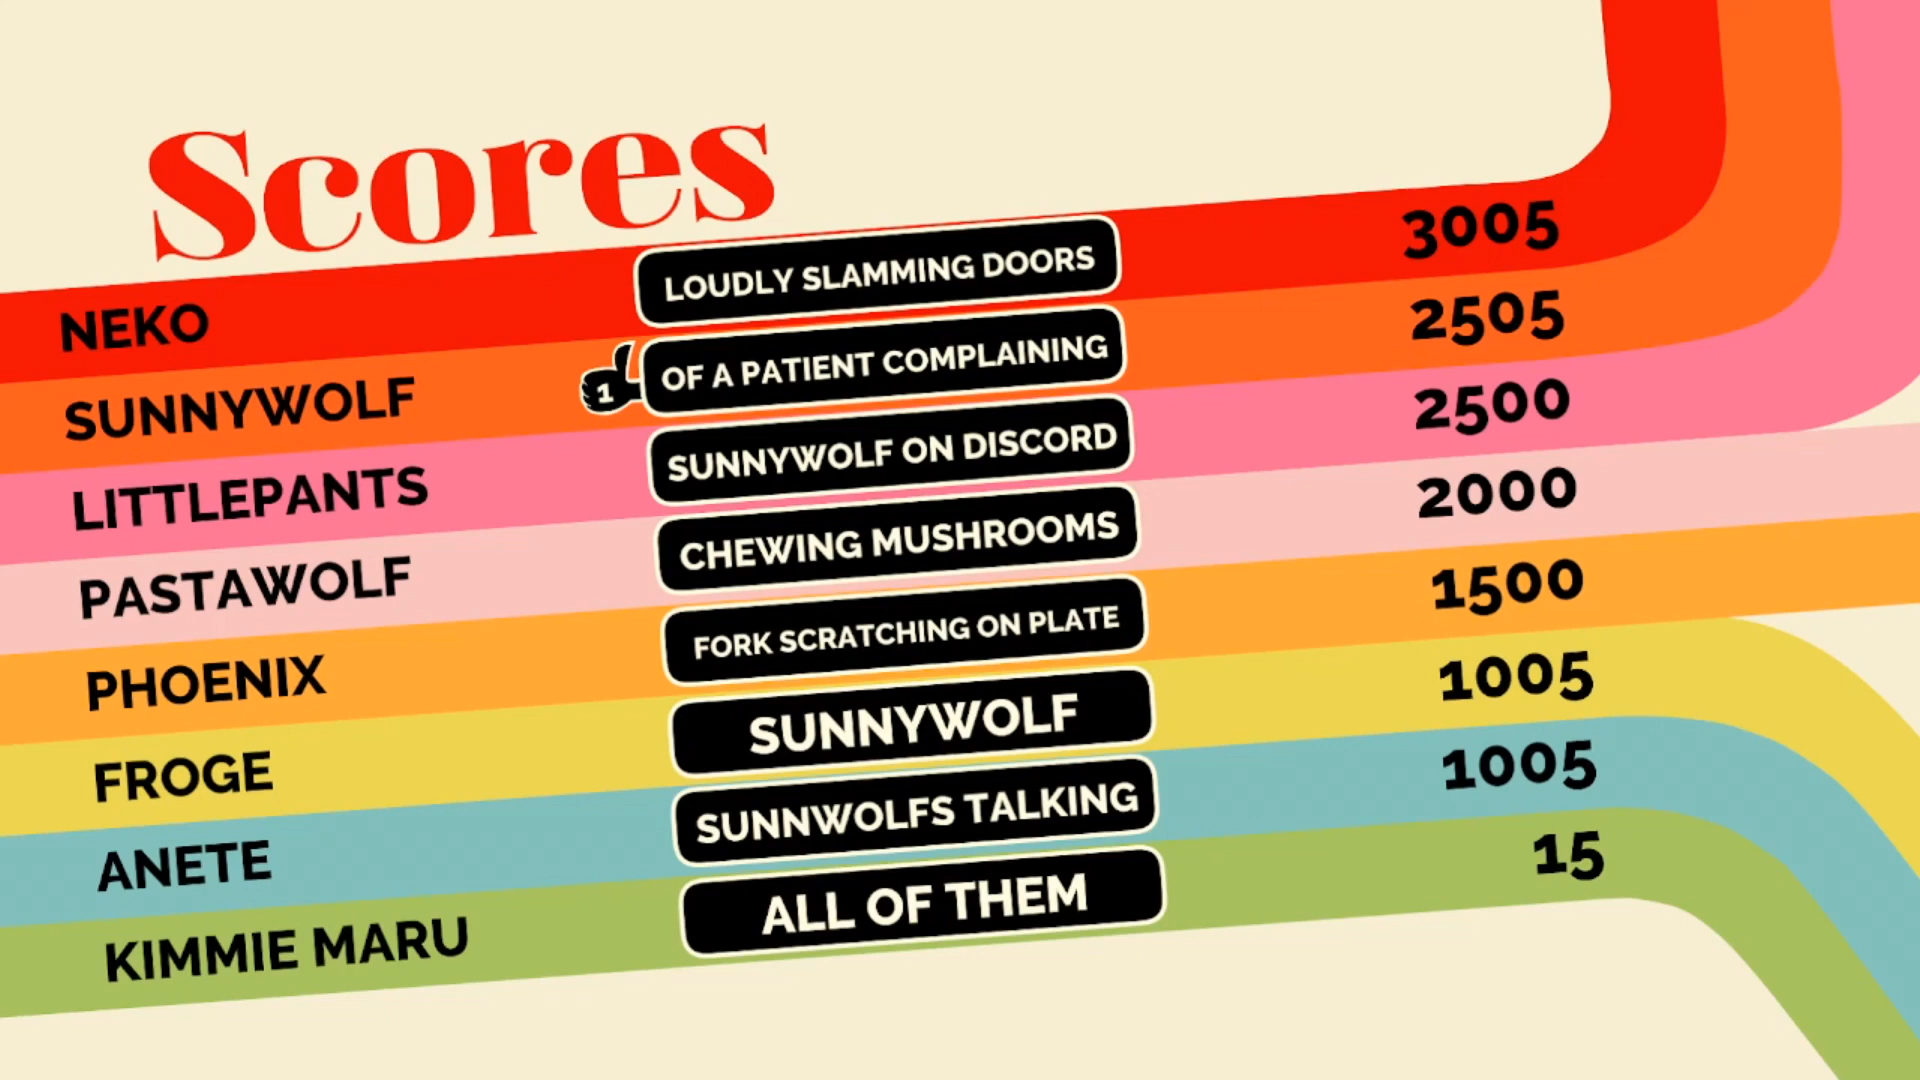 Scores
NEKO LOUDLY SLAMMING DOORS 3005
SUNNYWOLF 1 OF A PATIENT COMPLAINING 2505
LITTLEPANTS SUNNYWOLF ON DISCORD 2500
PASTAWOLF CHEWING MUSHROOMS 2000
PHOENIX FORK SCRATCHING ON PLATE 1500
FROGE SUNNYWOLF 1005
ANETE SUNNWOLFS TALKING 1005
KIMMIE MARU ALL OF THEM 15